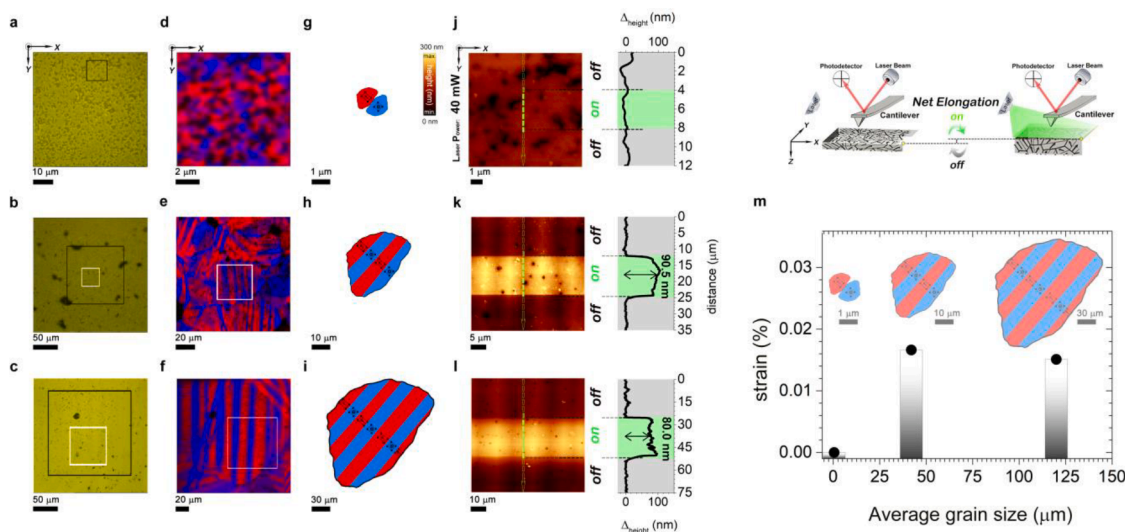 a
X
Y
10 μm
d
X
Y
2 μm
g
1 μm
300 nm
max
height (nm)
min
0 nm
j
X
Y
Laser Power: 40 mW
1 μm
off
on
off
Δheight (nm)
0 100
0
2
4
6
8
10
12
b
50 μm
e
20 μm
h
10 μm
k
5 μm
off
on
off
90.5 nm
0
5
10
15
20
25
30
35
distance (μm)
c
50 μm
f
20 μm
i
30 μm
l
10 μm
off
on
off
80.0 nm
0
15
30
45
60
75
0 100
Δheight (nm)
Photodetector
Laser Beam
Cantilever
X
Y
Z
Net Elongation
on
off
Photodetector
Laser Beam
Cantilever
m
strain (%)
0.03
0.02
0.01
0.00
1 μm
10 μm
30 μm
0 25 50 75 100 125 150
Average grain size (μm)